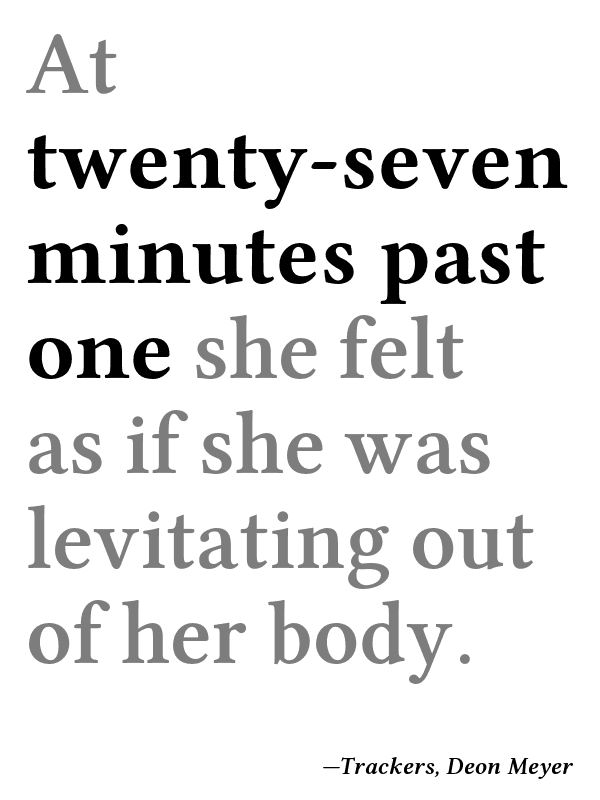 At
twenty-seven
minutes past
one she felt
as if she was
levitating out
of her body.
—Trackers, Deon Meyer